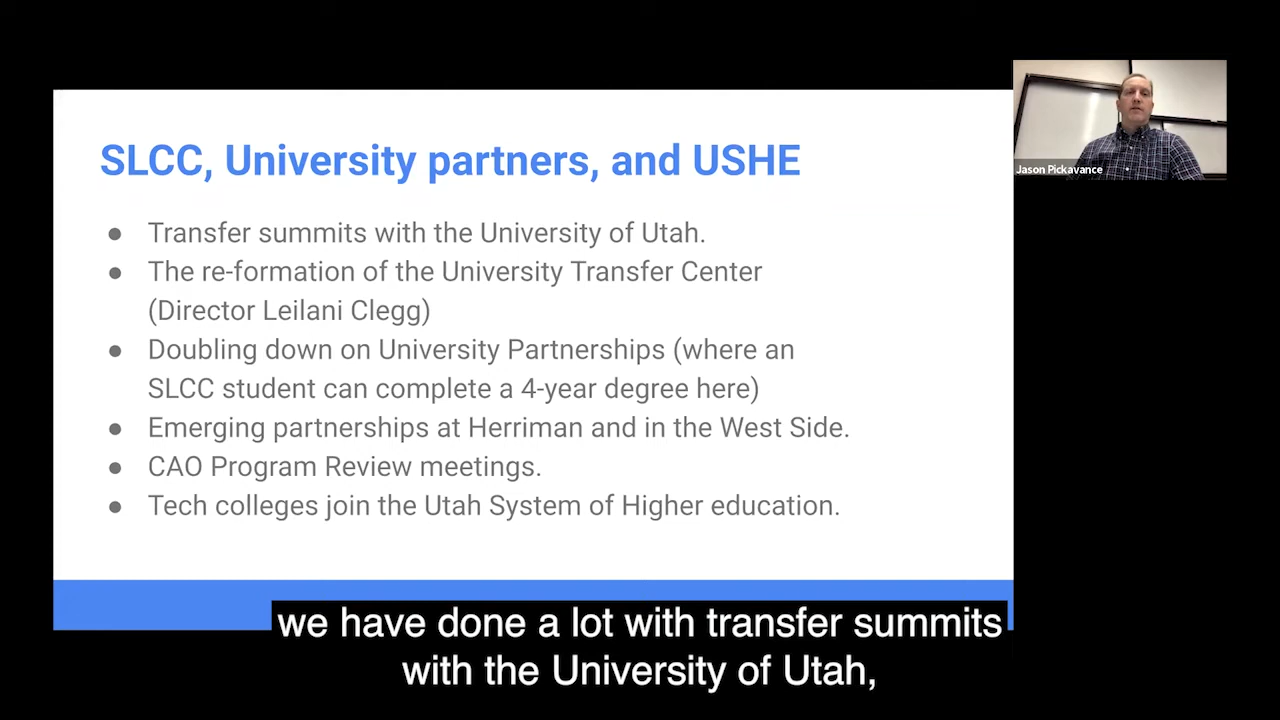 SLCC, University partners, and USHE
● Transfer summits with the University of Utah.
● The re-formation of the University Transfer Center
(Director Leilani Clegg)
● Doubling down on University Partnerships (where an
SLCC student can complete a 4-year degree here)
● Emerging partnerships at Herriman and in the West Side.
● CAO Program Review meetings.
● Tech colleges join the Utah System of Higher education.
Jason Pickavance
we have done a lot with transfer summits
with the University of Utah,